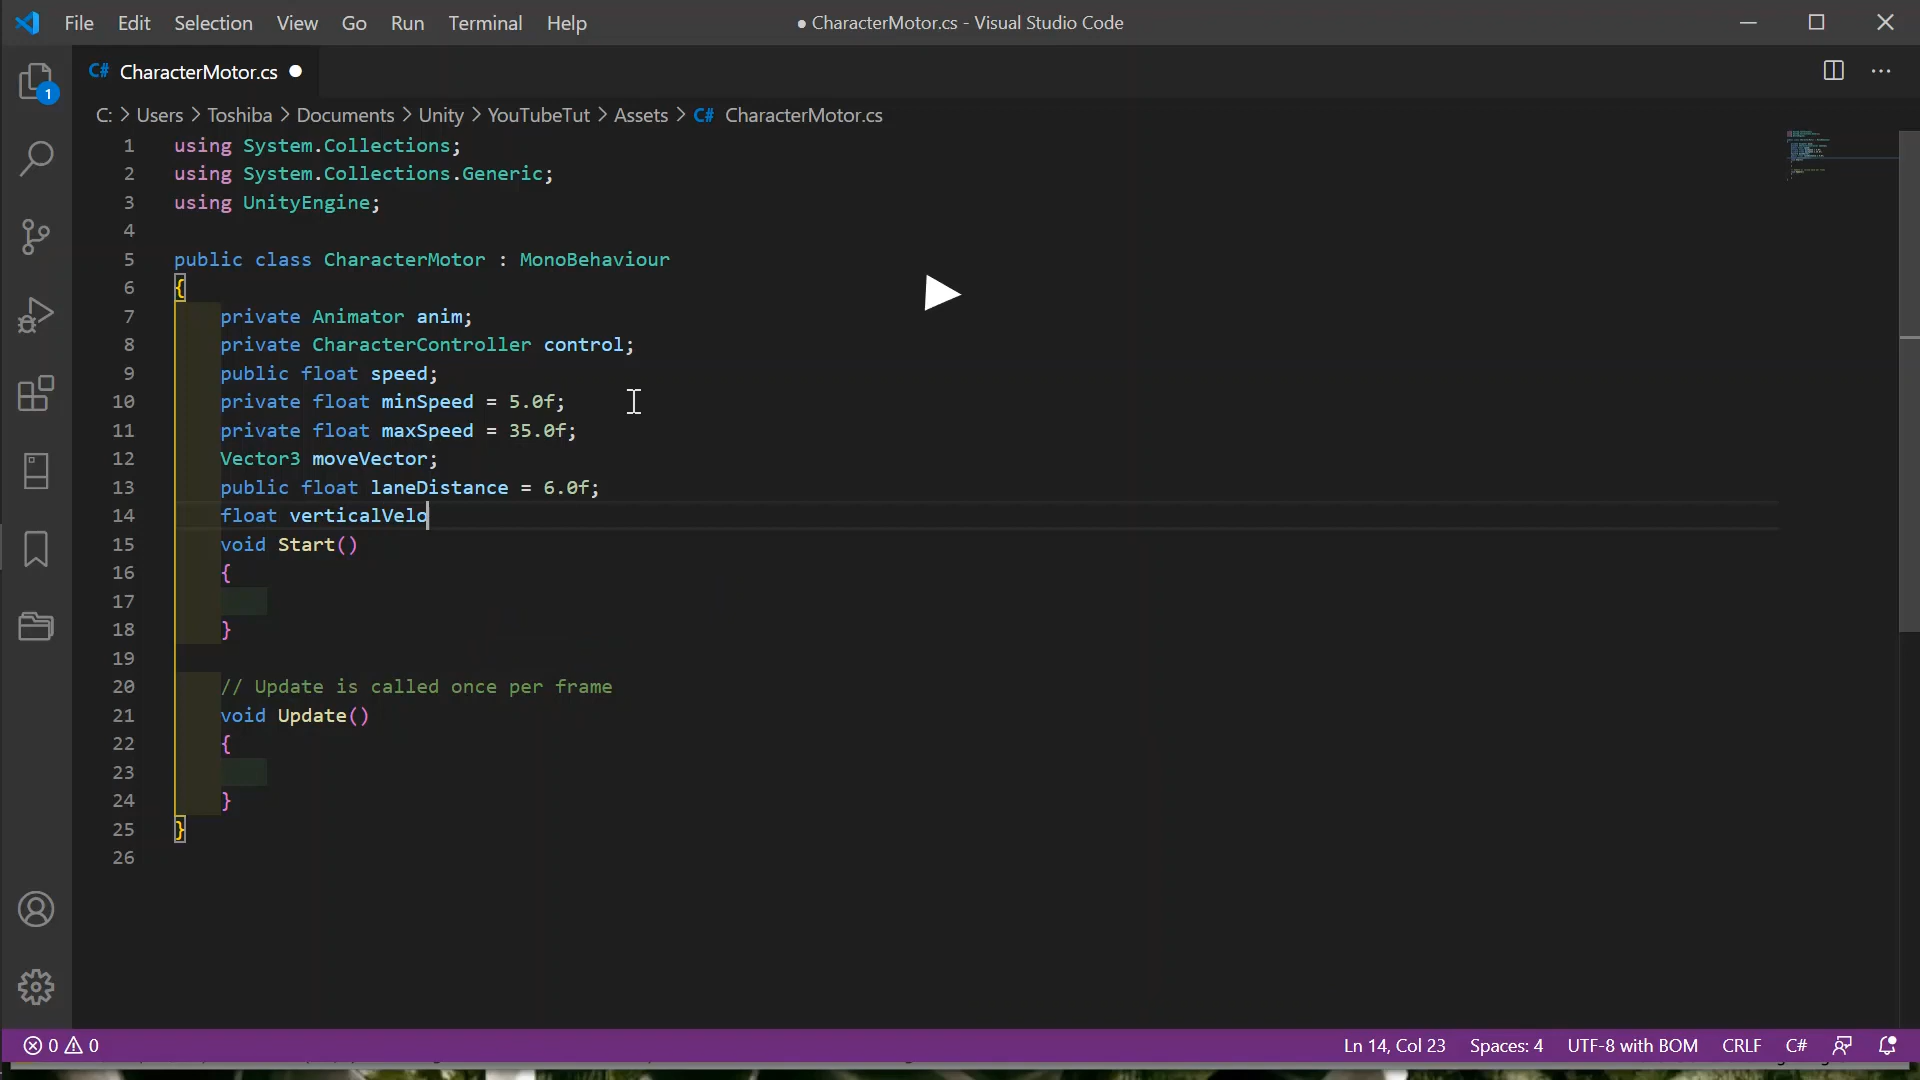 File Edit Selection View Go Run Terminal Help ● CharacterMotor.cs - Visual Studio Code
C# CharacterMotor.cs ●
1
C: > Users > Toshiba > Documents > Unity > YouTubeTut > Assets > C# CharacterMotor.cs
1 using System.Collections;
2 using System.Collections.Generic;
3 using UnityEngine;
4
5 public class CharacterMotor : MonoBehaviour
6 {
7 private Animator anim;
8 private CharacterController control;
9 public float speed;
10 private float minSpeed = 5.0f;
11 private float maxSpeed = 35.0f;
12 Vector3 moveVector;
13 public float laneDistance = 6.0f;
14 float verticalVelo
15 void Start()
16 {
17
18 }
19
20 // Update is called once per frame
21 void Update()
22 {
23
24 }
25 }
26
0 0 Ln 14, Col 23 Spaces: 4 UTF-8 with BOM CRLF C#